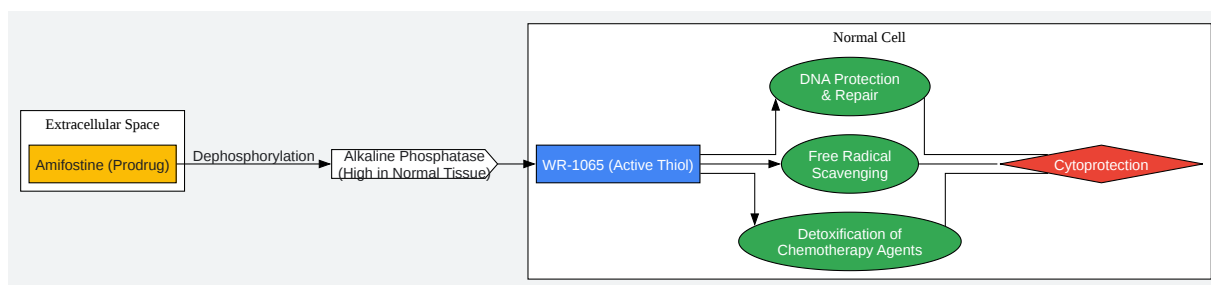 Normal Cell
DNA Protection
& Repair
Extracellular Space
Amifostine (Prodrug)
Dephosphorylation
Alkaline Phosphatase
(High in Normal Tissue)
WR-1065 (Active Thiol)
Free Radical
Scavenging
Cytoprotection
Detoxification of
Chemotherapy Agents